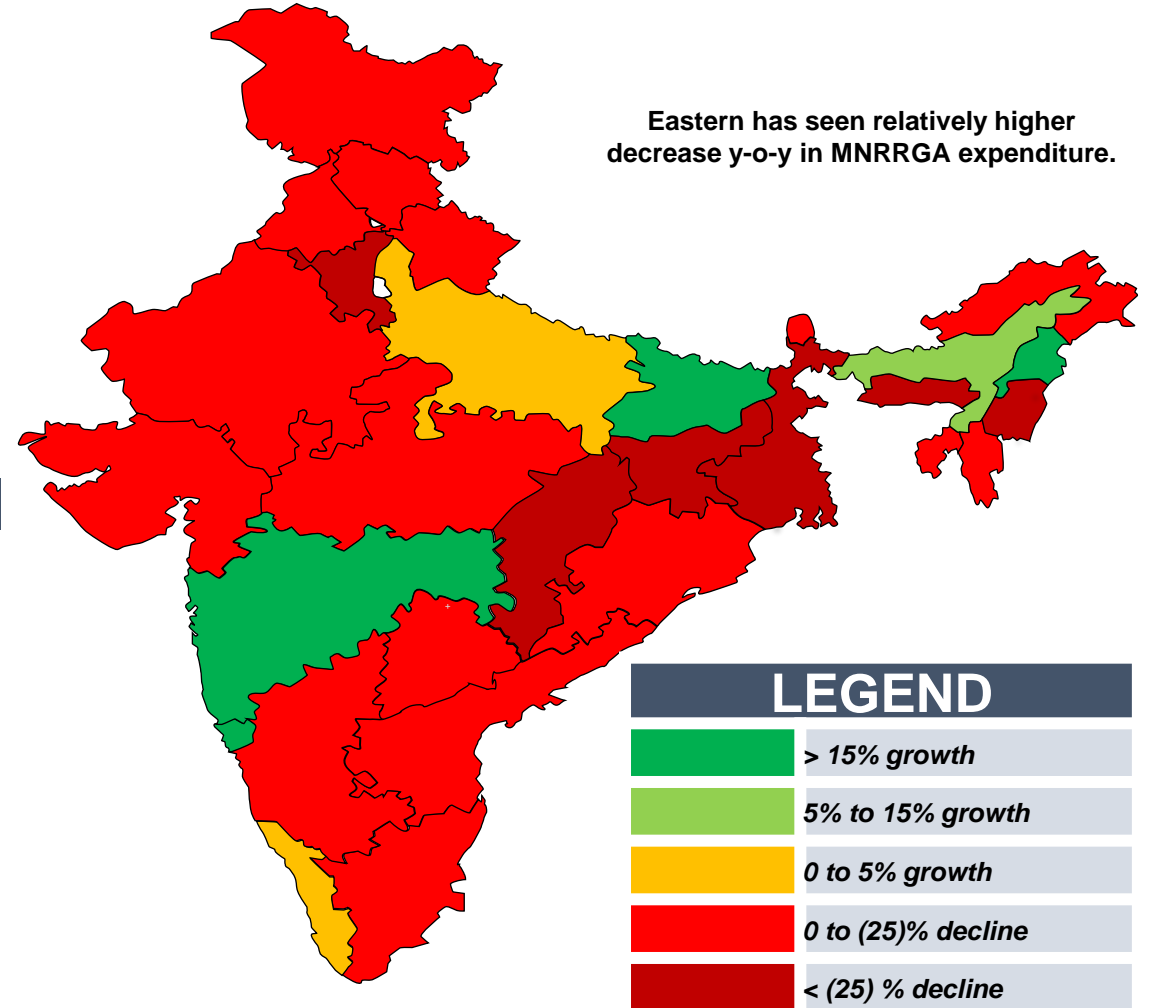 Eastern has seen relatively higher
decrease y-o-y in MNRRGA expenditure.
LEGEND
> 15% growth
5% to 15% growth
0 to 5% growth
0 to (25)% decline
< (25) % decline